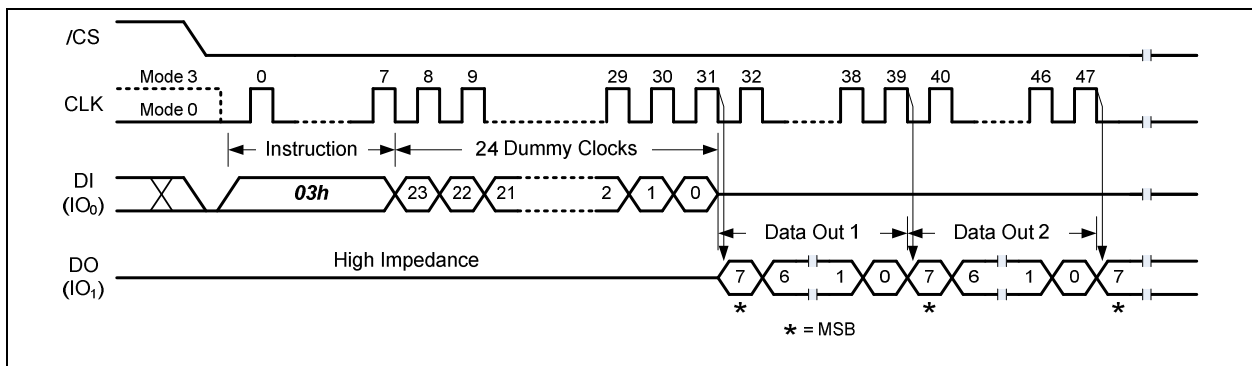 /CS
Mode 3 0 7 8 9 29 30 31 32 38 39 40 46 47
CLK Mode 0
Instruction 24 Dummy Clocks
DI 03h 23 22 21 2 1 0
(IO0)
Data Out 1 Data Out 2
DO High Impedance 7 6 1 0 7 6 1 0 7
(IO1)
* * *
* = MSB